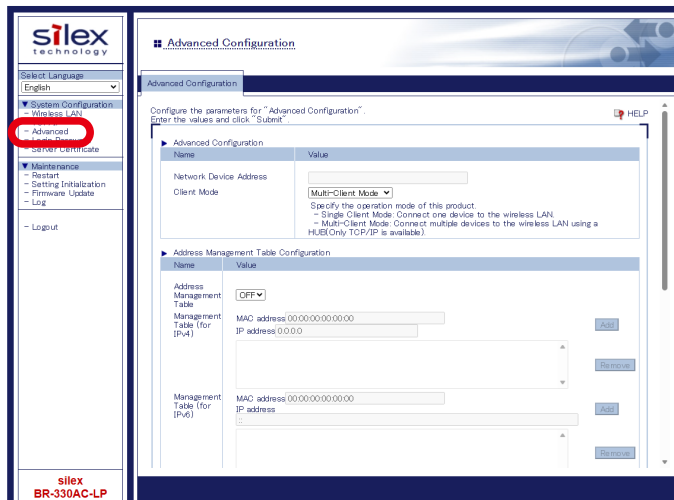 silex
technology
Select Language
English
▼ System Configuration
- Wireless LAN
- Advanced
- Server Certificate
▼ Maintenance
- Restart
- Setting Initialization
- Firmware Update
- Log
- Logout
silex
BR-330AC-LP
Advanced Configuration
Advanced Configuration
Configure the parameters for "Advanced Configuration".
Enter the values and click "Submit".
HELP
▶ Advanced Configuration
Name Value
Network Device Address
Client Mode Multi-Client Mode
Specify the operation mode of this product.
- Single Client Mode: Connect one device to the wireless LAN.
- Multi-Client Mode: Connect multiple devices to the wireless LAN using a
HUB(Only TCP/IP is available).
▶ Address Management Table Configuration
Name Value
Address
Management
Table
OFF
Management
Table (for
IPv4)
MAC address 00:00:00:00:00:00
IP address 0.0.0.0
Add
Remove
Management
Table (for
IPv6)
MAC address 00:00:00:00:00:00
IP address
::
Add
Remove